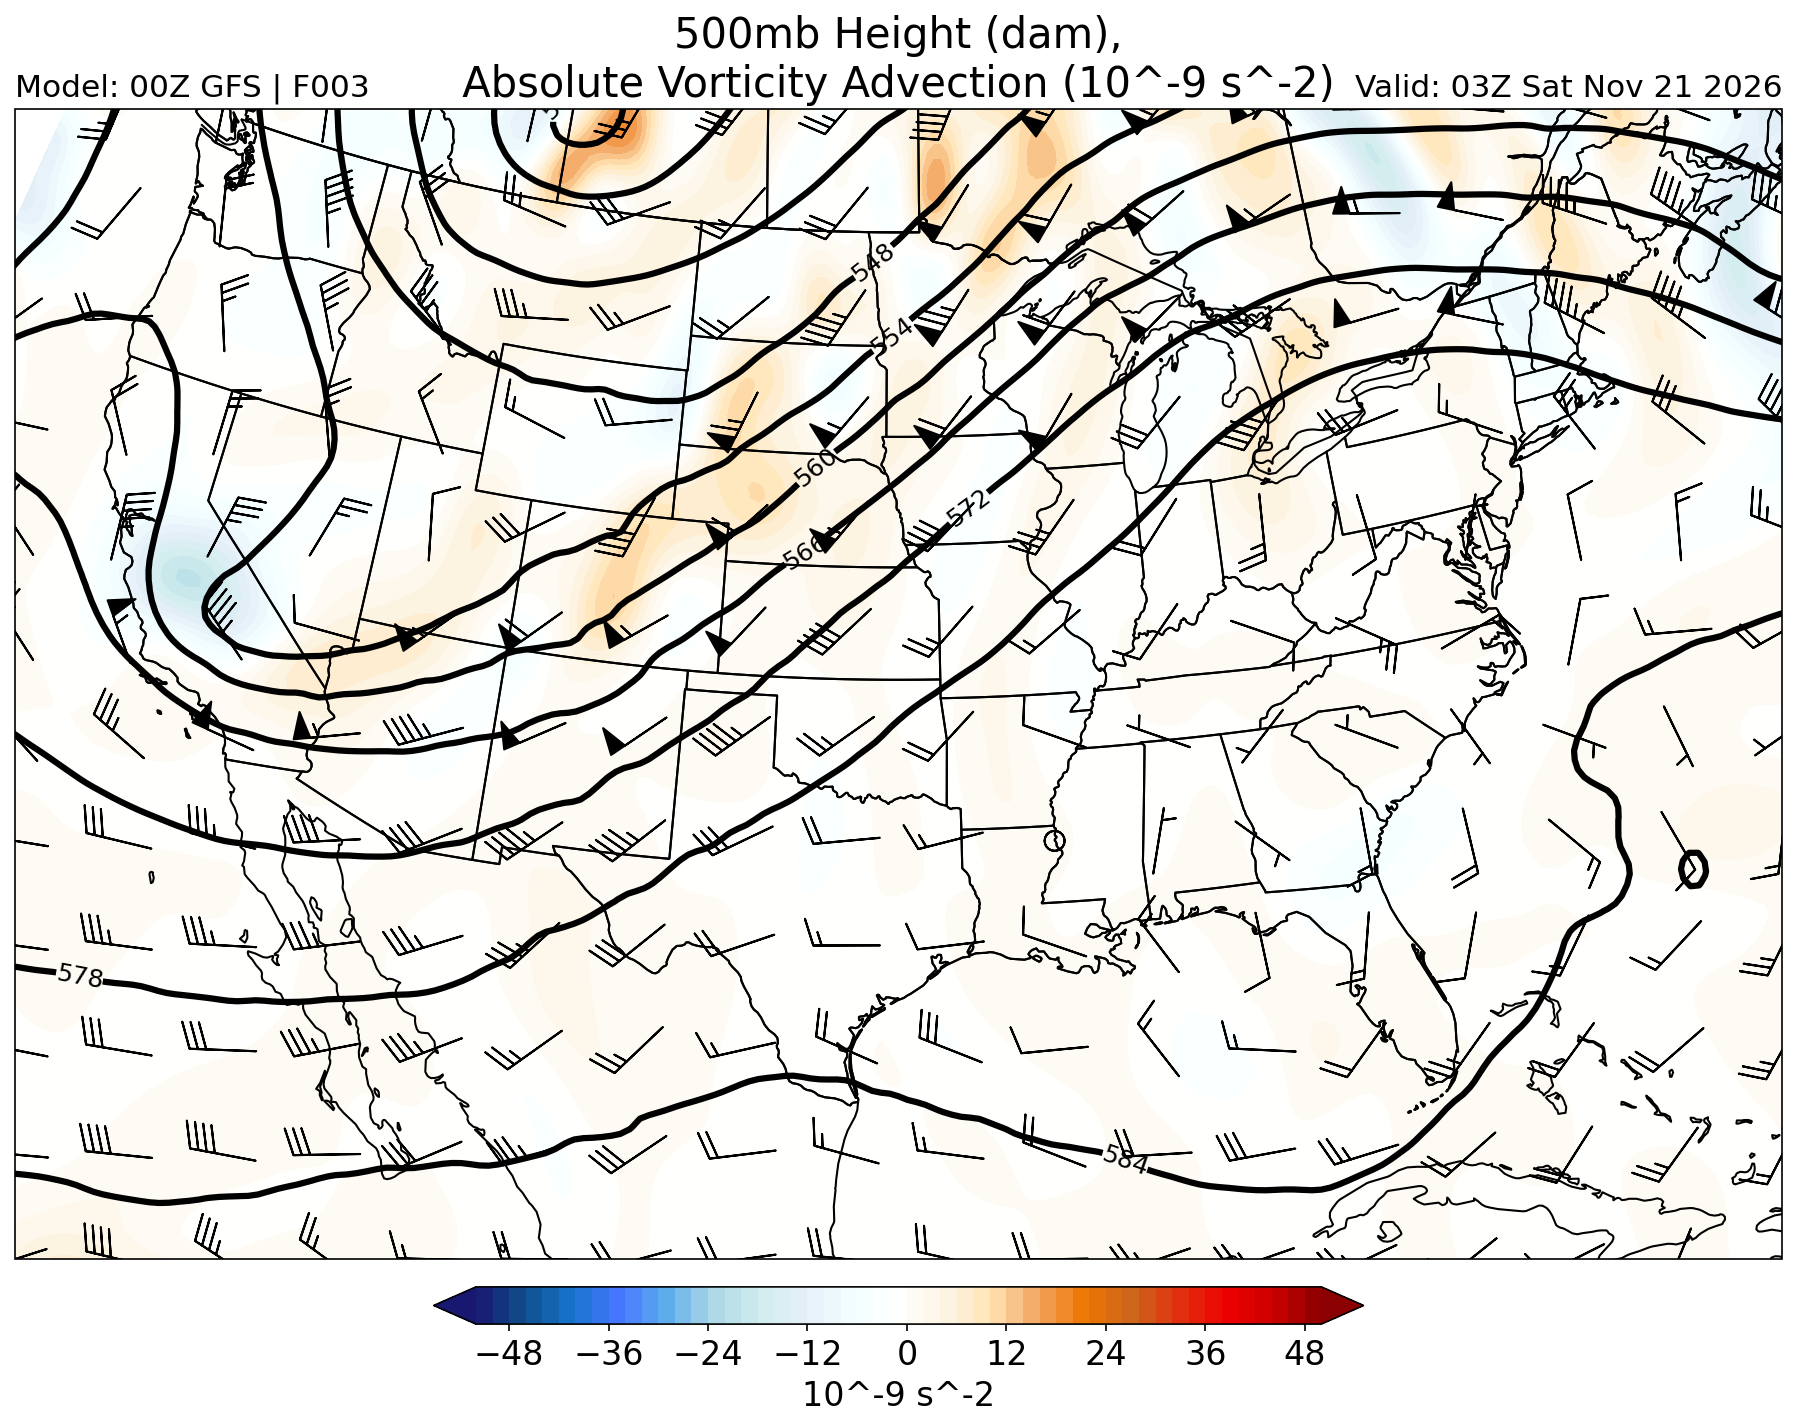 500mb Height (dam),
Model: 00Z GFS | F003
Absolute Vorticity Advection (10^-9 s^-2)
Valid: 03Z Sat Nov 21 2026
548
554
560
572
566
578
584
−48 −36 −24 −12 0 12 24 36 48
10^-9 s^-2